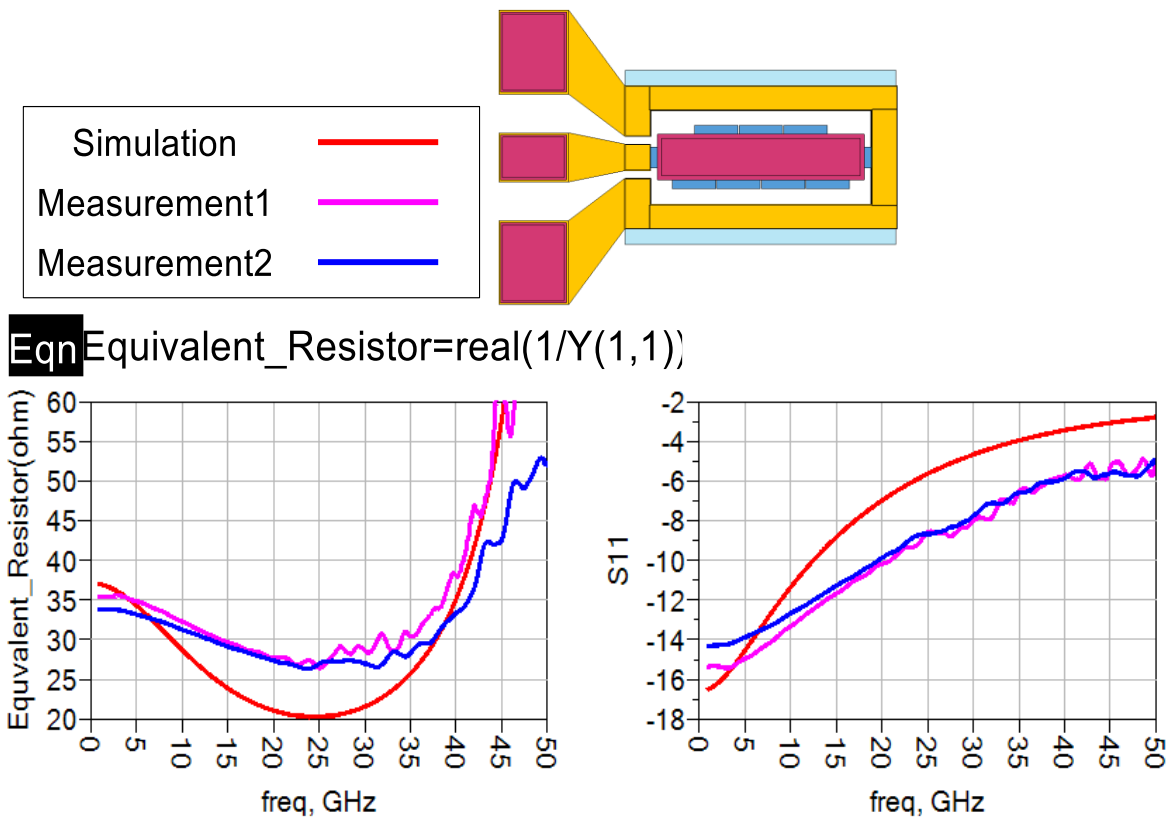 Simulation
Measurement1
Measurement2
Eqn Equivalent_Resistor=real(1/Y(1,1))
Equvalent_Resistor(ohm)
60
55
50
45
40
35
30
25
20
0 5 10 15 20 25 30 35 40 45 50
freq, GHz
S11
-2
-4
-6
-8
-10
-12
-14
-16
-18
0 5 10 15 20 25 30 35 40 45 50
freq, GHz